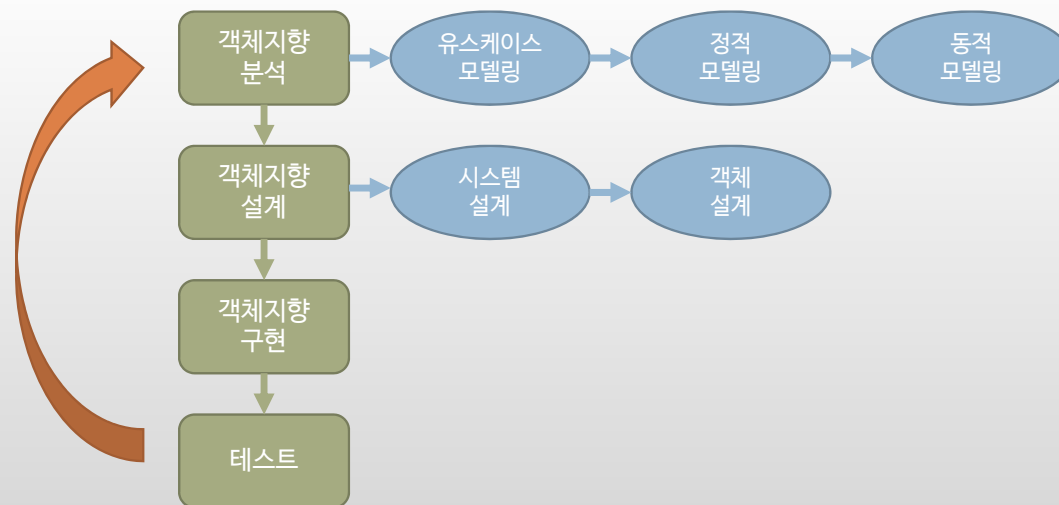 객체지향
분석
유스케이스
모델링
정적
모델링
동적
모델링
객체지향
설계
시스템
설계
객체
설계
객체지향
구현
테스트